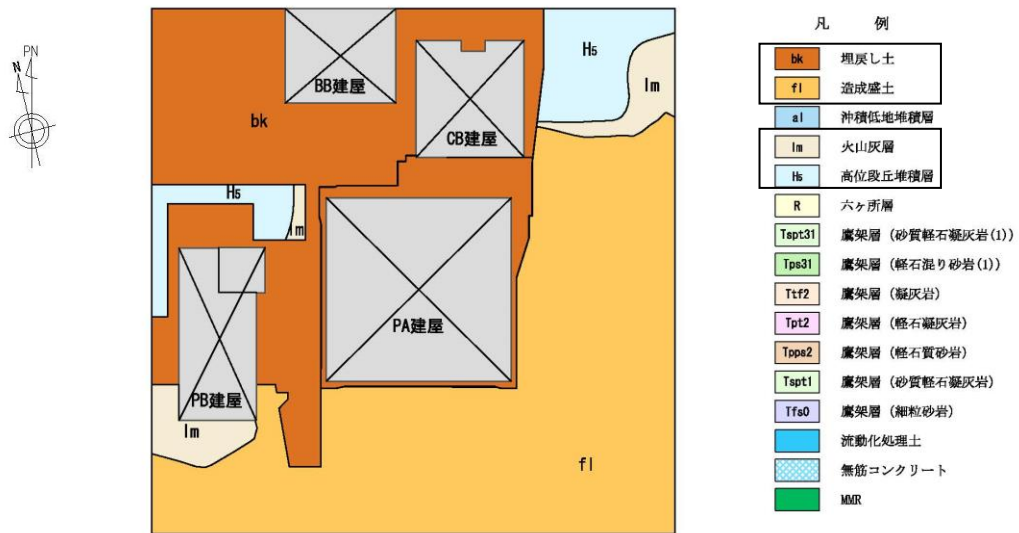 PN
N
BB建屋
CB建屋
H5
lm
bk
H5
lm
PA建屋
PB建屋
lm
fl
凡 例
bk 埋戻し土
fl 造成盛土
al 沖積低地堆積層
lm 火山灰層
H5 高位段丘堆積層
R 六ヶ所層
Tspt31 鷹架層(砂質軽石凝灰岩(1))
Tps31 鷹架層(軽石混り砂岩(1))
Ttf2 鷹架層(凝灰岩)
Tpt2 鷹架層(軽石凝灰岩)
Tpps2 鷹架層(軽石質砂岩)
Tspt1 鷹架層(砂質軽石凝灰岩)
Tfs0 鷹架層(細粒砂岩)
流動化処理土
無筋コンクリート
MMR